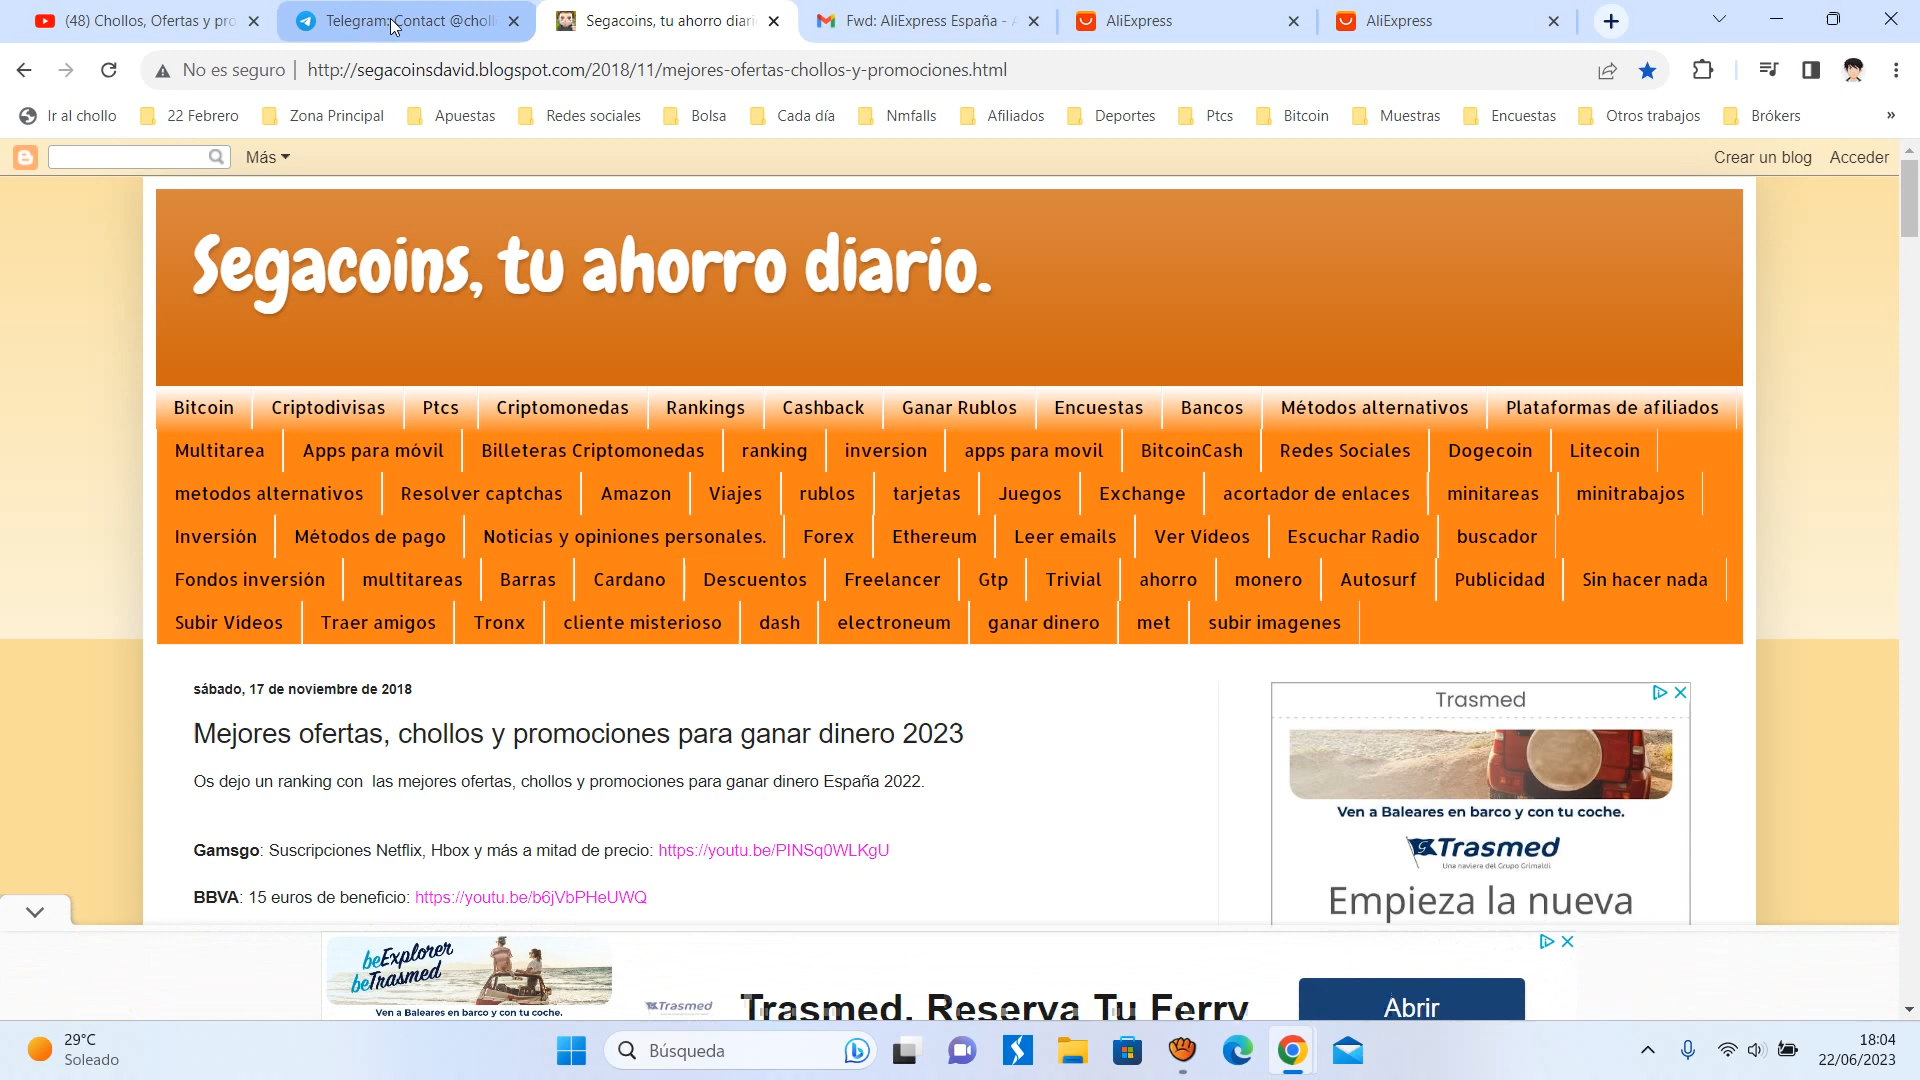 (48) Chollos, Ofertas y pro
Telegram: Contact @choll
Segacoins, tu ahorro diari
Fwd: AliExpress España - A
AliExpress
AliExpress
No es seguro
http://segacoinsdavid.blogspot.com/2018/11/mejores-ofertas-chollos-y-promociones.html
Ir al chollo 22 Febrero Zona Principal Apuestas Redes sociales Bolsa Cada día Nmfalls Afiliados Deportes Ptcs Bitcoin Muestras Encuestas Otros trabajos Brókers »
Más Crear un blog Acceder
Segacoins, tu ahorro diario.
Bitcoin Criptodivisas Ptcs Criptomonedas Rankings Cashback Ganar Rublos Encuestas Bancos Métodos alternativos Plataformas de afiliados
Multitarea Apps para móvil Billeteras Criptomonedas ranking inversion apps para movil BitcoinCash Redes Sociales Dogecoin Litecoin
metodos alternativos Resolver captchas Amazon Viajes rublos tarjetas Juegos Exchange acortador de enlaces minitareas minitrabajos
Inversión Métodos de pago Noticias y opiniones personales. Forex Ethereum Leer emails Ver Vídeos Escuchar Radio buscador
Fondos inversión multitareas Barras Cardano Descuentos Freelancer Gtp Trivial ahorro monero Autosurf Publicidad Sin hacer nada
Subir Vídeos Traer amigos Tronx cliente misterioso dash electroneum ganar dinero met subir imagenes
sábado, 17 de noviembre de 2018
Mejores ofertas, chollos y promociones para ganar dinero 2023
Os dejo un ranking con las mejores ofertas, chollos y promociones para ganar dinero España 2022.
Gamsgo: Suscripciones Netflix, Hbox y más a mitad de precio: https://youtu.be/PINSq0WLKgU
BBVA: 15 euros de beneficio: https://youtu.be/b6jVbPHeUWQ
Trasmed
Ven a Baleares en barco y con tu coche.
Trasmed
Una naviera del Grupo Grimaldi
Empieza la nueva
beExplorer
beTrasmed
Ven a Baleares en barco y con tu coche.
Trasmed
Trasmed. Reserva Tu Ferry
Abrir
29°C
Soleado
Búsqueda
18:04
22/06/2023